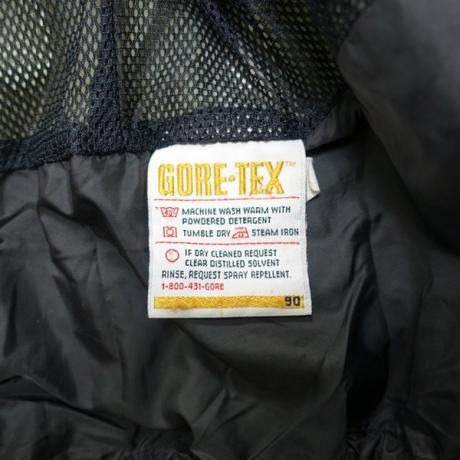 GORE-TEX™
MACHINE WASH WARM WITH
POWDERED DETERGENT
TUMBLE DRY STEAM IRON
IF DRY CLEANED REQUEST
CLEAR DISTILLED SOLVENT
RINSE, REQUEST SPRAY REPELLENT.
1-800-431-GORE
90